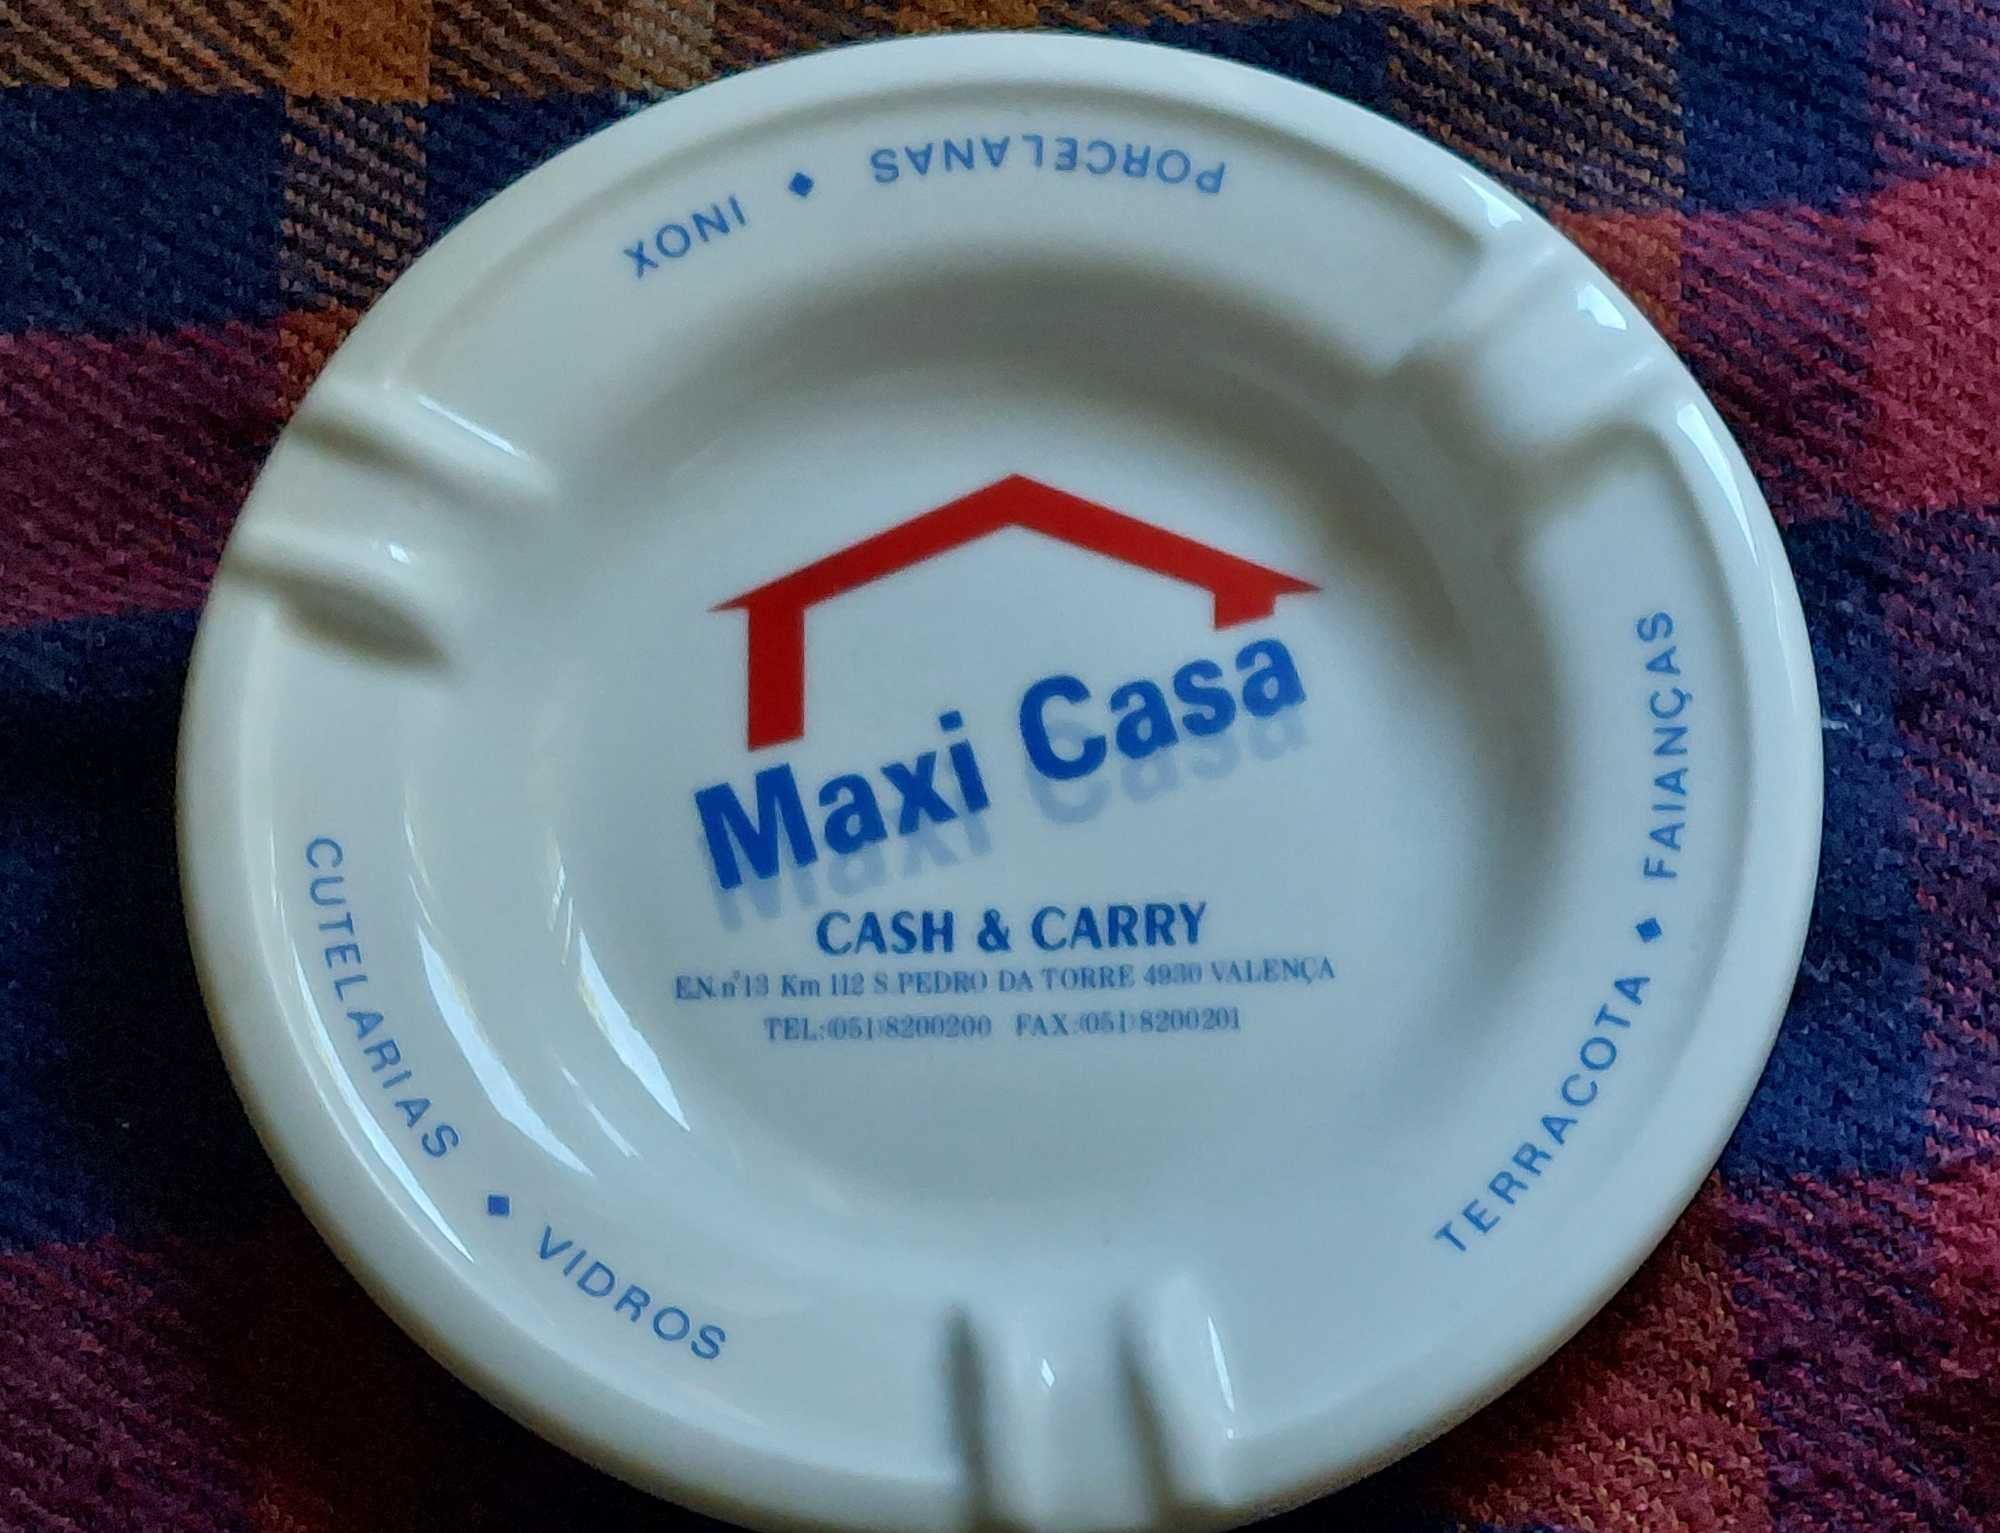 PORCELANAS ◆ INOX
Maxi Casa
CASH & CARRY
E.N. nº13 Km 112 S. PEDRO DA TORRE 4930 VALENÇA
TEL.:(051)8200200 FAX:(051)8200201
CUTELARIAS ◆ VIDROS
TERRACOTA ◆ FAIANÇAS